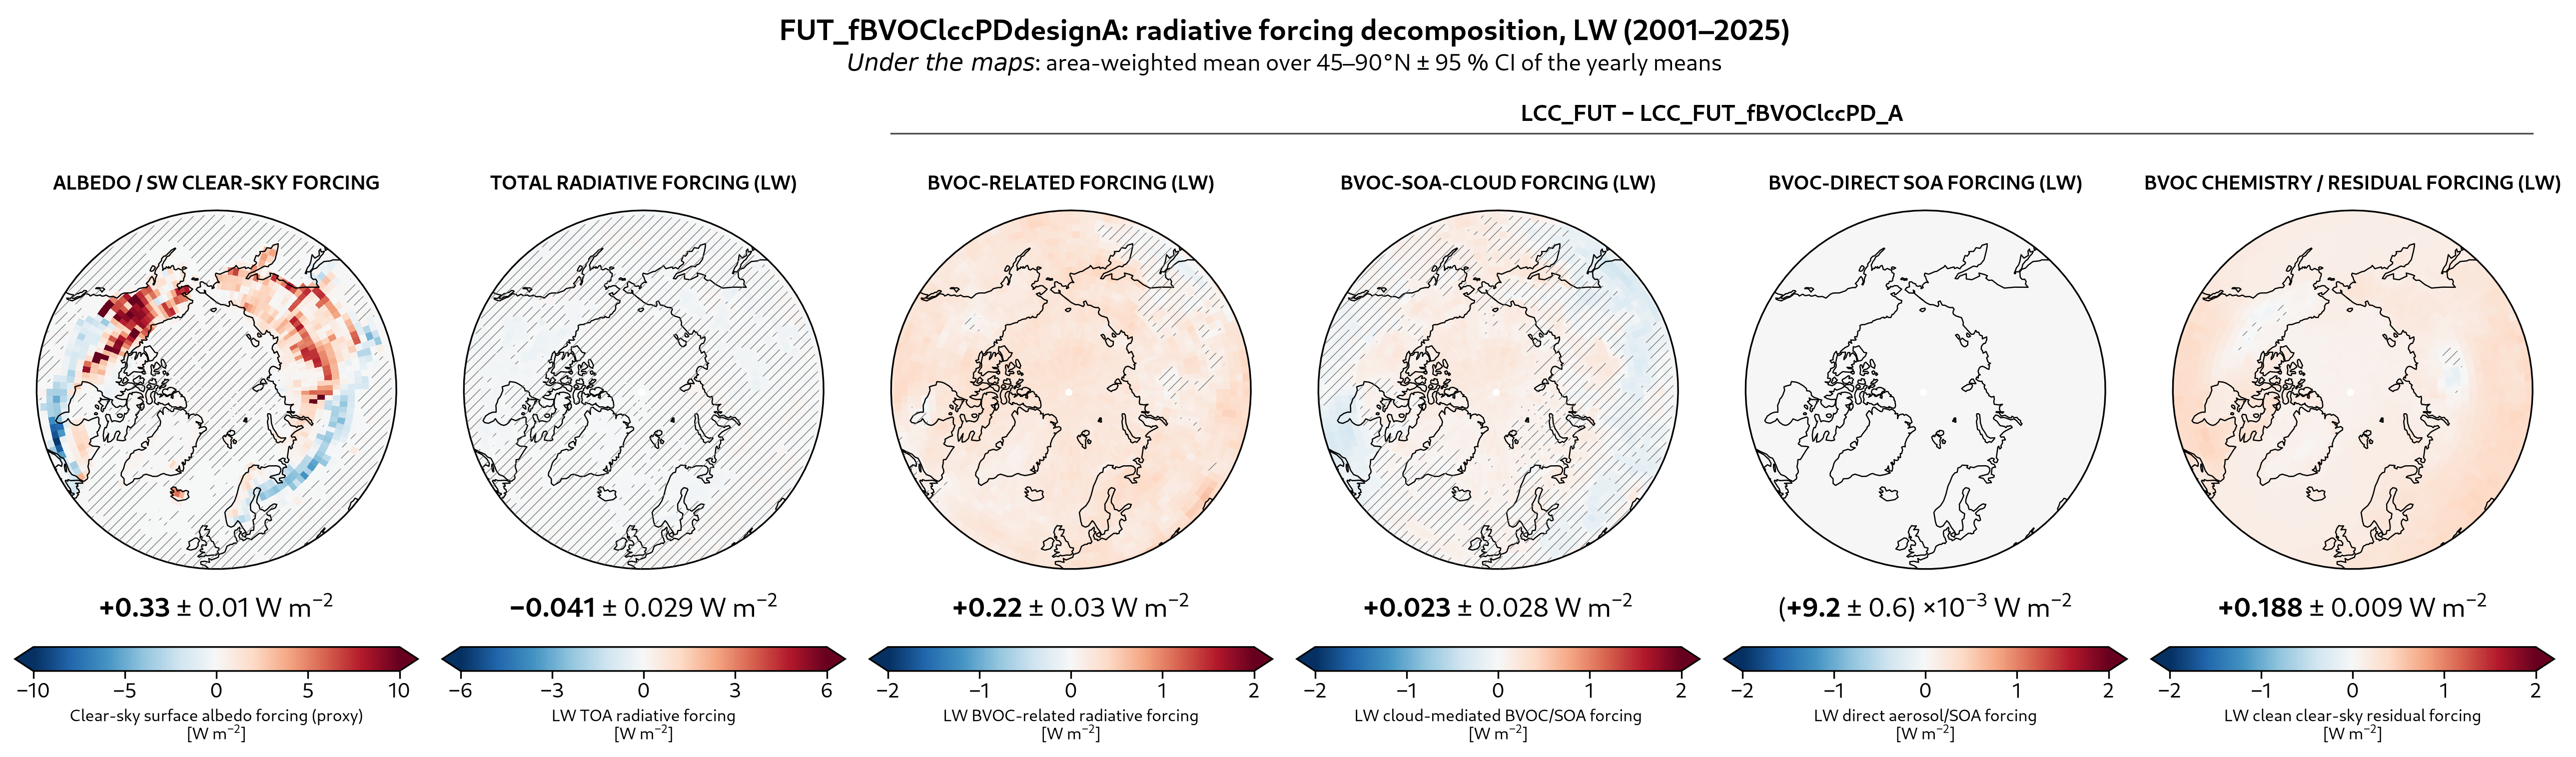 FUT_fBVOClccPDdesignA: radiative forcing decomposition, LW (2001–2025)
Under the maps: area-weighted mean over 45–90°N ± 95 % CI of the yearly means
LCC_FUT − LCC_FUT_fBVOClccPD_A
ALBEDO / SW CLEAR-SKY FORCING
TOTAL RADIATIVE FORCING (LW)
BVOC-RELATED FORCING (LW)
BVOC-SOA-CLOUD FORCING (LW)
BVOC-DIRECT SOA FORCING (LW)
BVOC CHEMISTRY / RESIDUAL FORCING (LW)
+0.33 ± 0.01 W m⁻²
−0.041 ± 0.029 W m⁻²
+0.22 ± 0.03 W m⁻²
+0.023 ± 0.028 W m⁻²
(+9.2 ± 0.6) ×10⁻³ W m⁻²
+0.188 ± 0.009 W m⁻²
−10 −5 0 5 10
−6 −3 0 3 6
−2 −1 0 1 2
−2 −1 0 1 2
−2 −1 0 1 2
−2 −1 0 1 2
Clear-sky surface albedo forcing (proxy)
[W m⁻²]
LW TOA radiative forcing
[W m⁻²]
LW BVOC-related radiative forcing
[W m⁻²]
LW cloud-mediated BVOC/SOA forcing
[W m⁻²]
LW direct aerosol/SOA forcing
[W m⁻²]
LW clean clear-sky residual forcing
[W m⁻²]